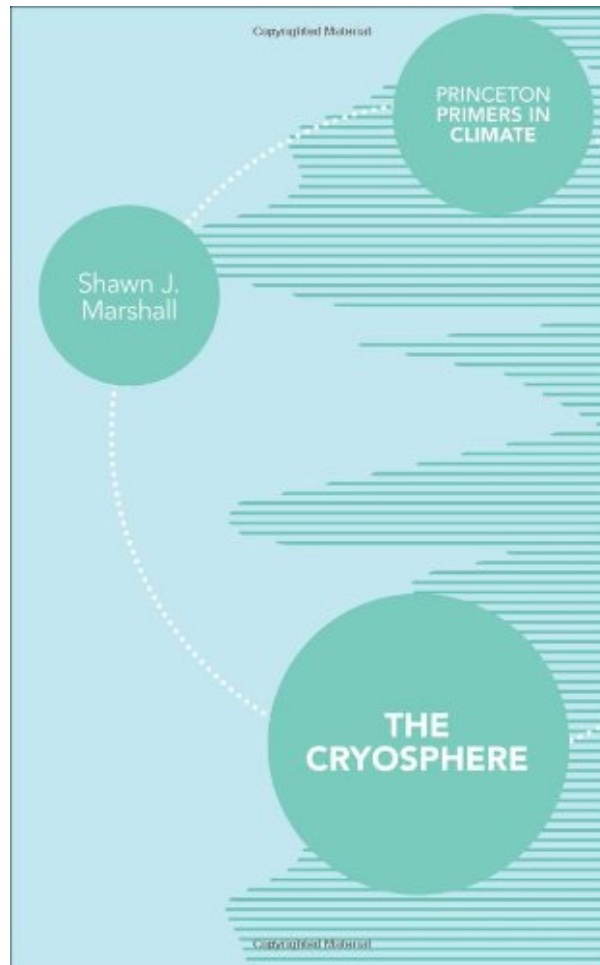 Copyrighted Material
PRINCETON
PRIMERS IN
CLIMATE
Shawn J.
Marshall
THE
CRYOSPHERE
Copyrighted Material